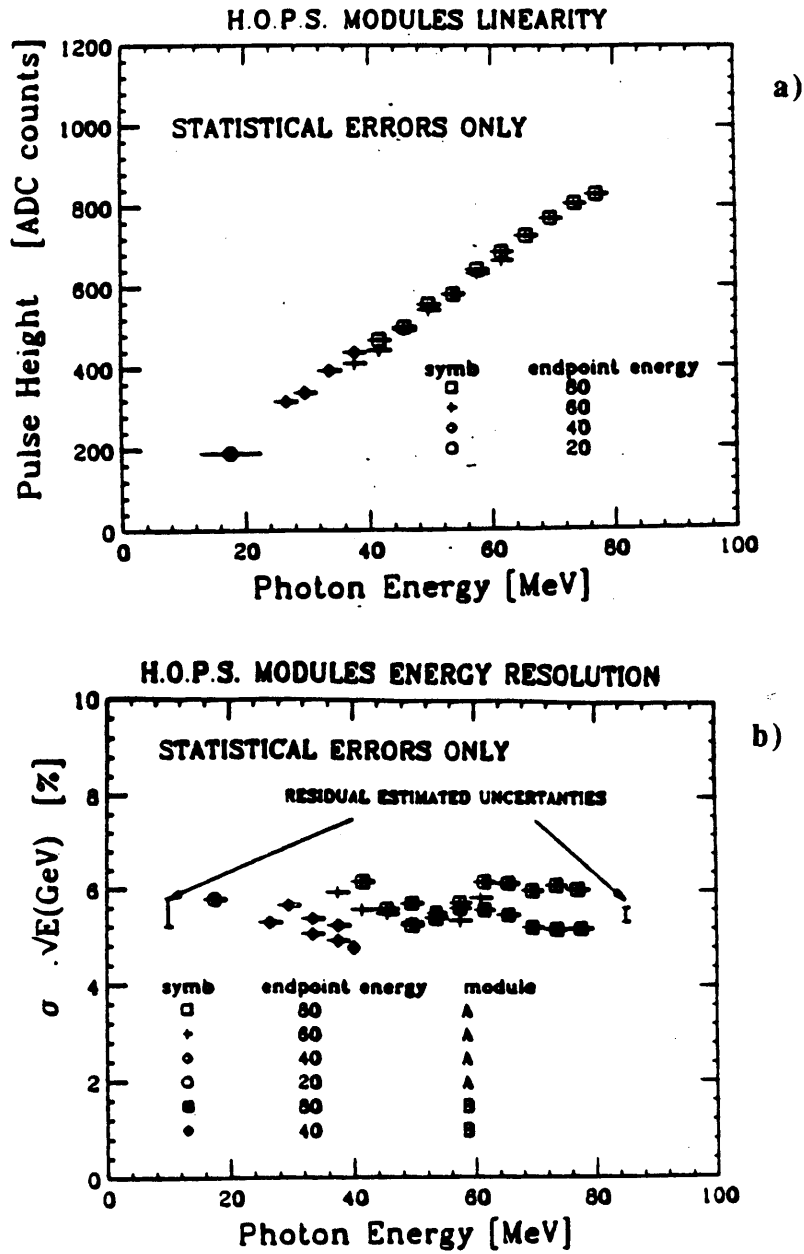 H.O.P.S. MODULES LINEARITY
a)
STATISTICAL ERRORS ONLY
Pulse Height [ADC counts]
1200
1000
800
600
400
200
0
symb endpoint energy
80
60
40
20
0 20 40 60 80 100
Photon Energy [MeV]
H.O.P.S. MODULES ENERGY RESOLUTION
b)
STATISTICAL ERRORS ONLY
RESIDUAL ESTIMATED UNCERTANTIES
σ .√E(GeV) [%]
10
8
6
4
2
0
symb endpoint energy module
80 A
60 A
40 A
20 A
80 B
40 B
0 20 40 60 80 100
Photon Energy [MeV]